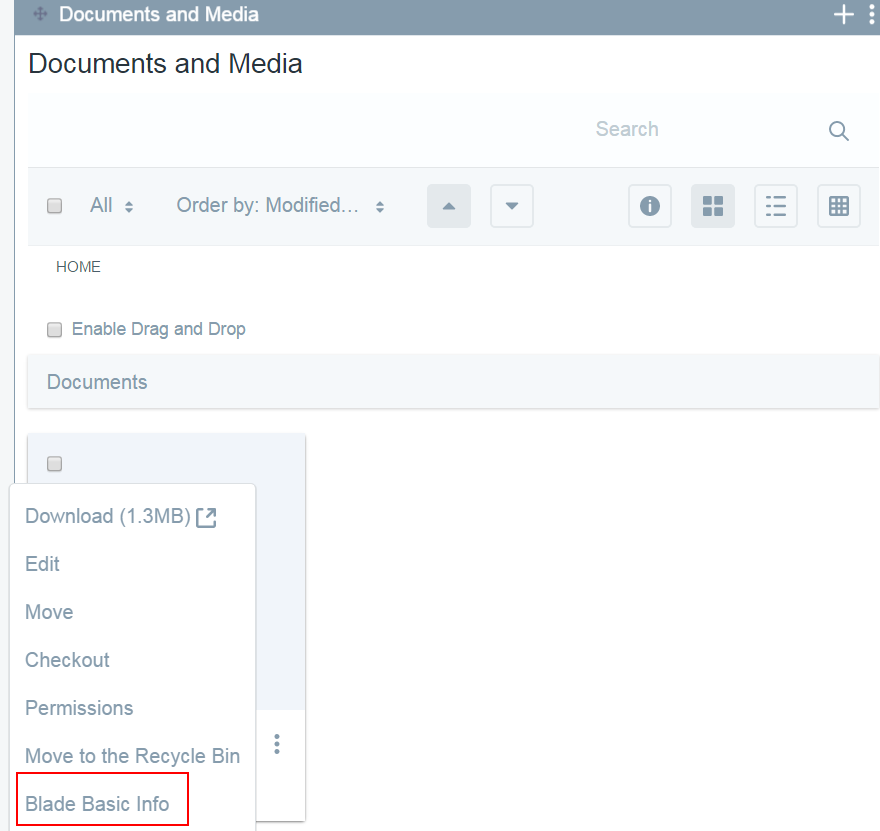 Documents and Media
Documents and Media
Search
All
Order by: Modified...
HOME
Enable Drag and Drop
Documents
Download (1.3MB)
Edit
Move
Checkout
Permissions
Move to the Recycle Bin
Blade Basic Info